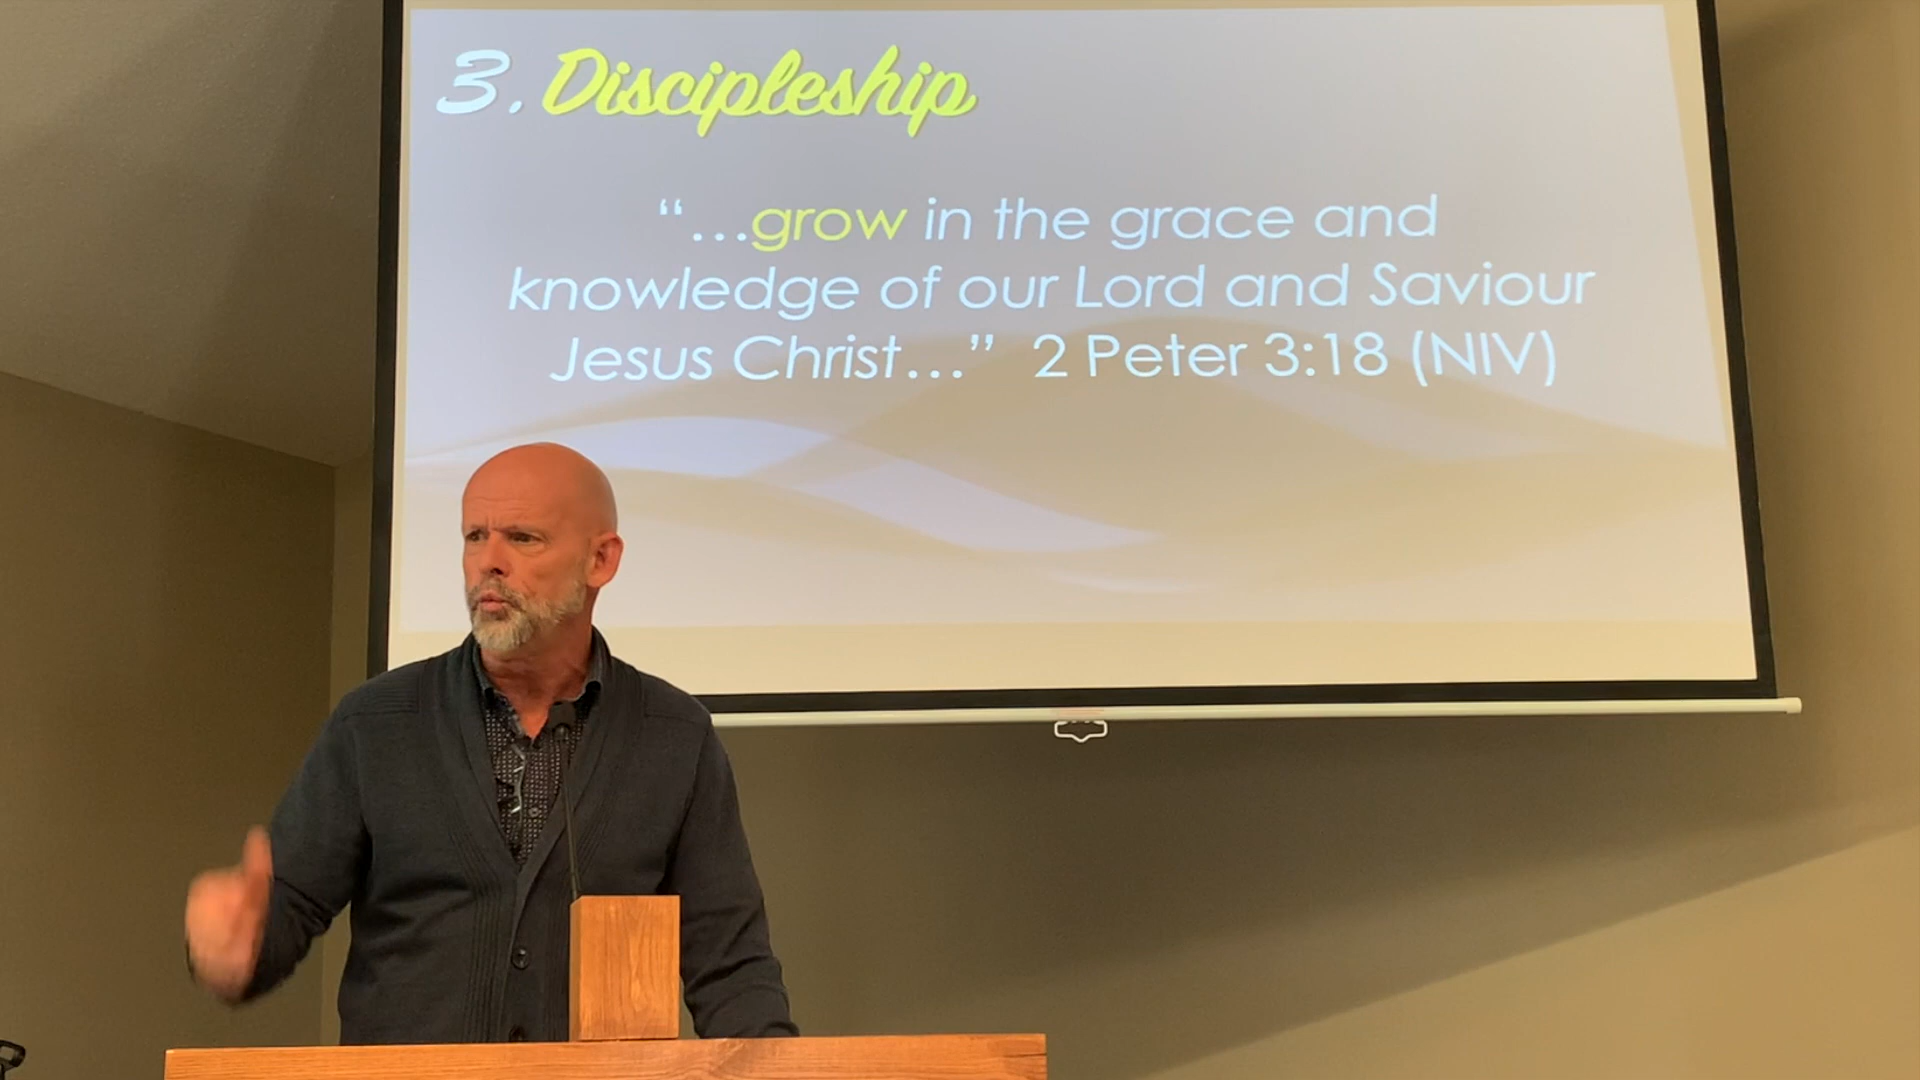 3. Discipleship
“...grow in the grace and
knowledge of our Lord and Saviour
Jesus Christ...” 2 Peter 3:18 (NIV)